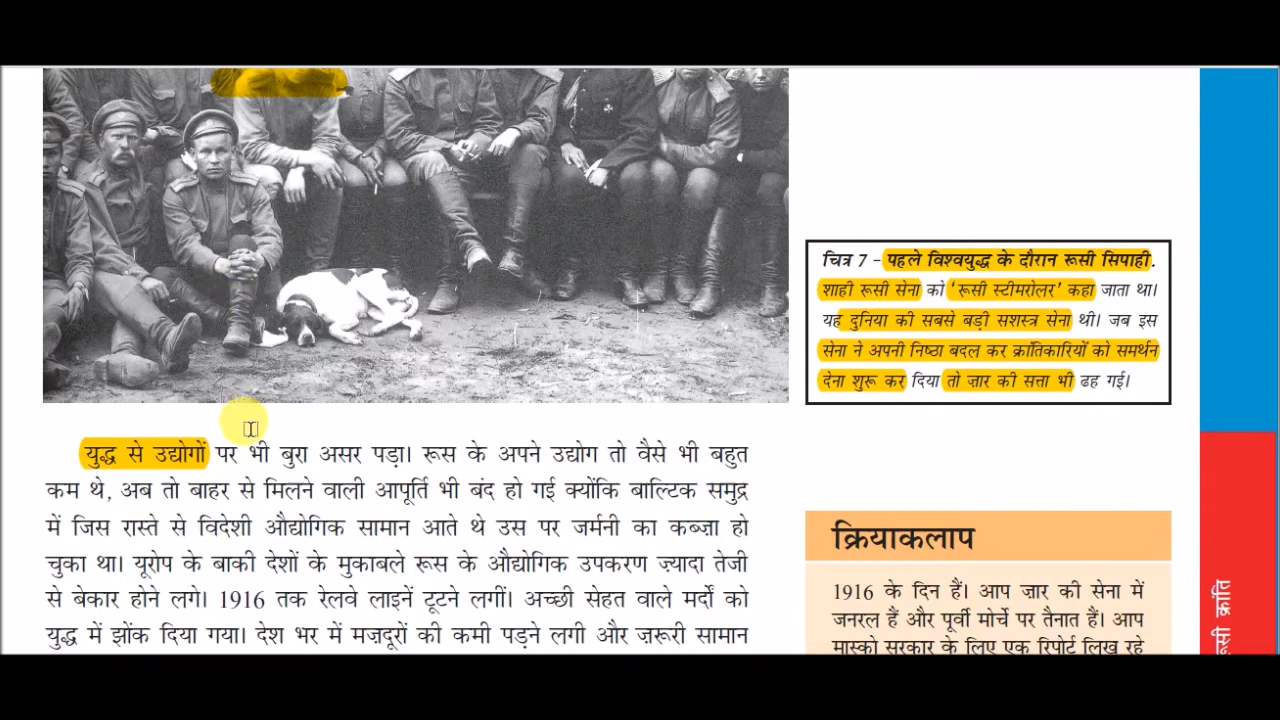 चित्र 7 – पहले विश्वयुद्ध के दौरान रूसी सिपाही.
शाही रूसी सेना को ‘रूसी स्टीमरोलर’ कहा जाता था।
यह दुनिया की सबसे बड़ी सशस्त्र सेना थी। जब इस
सेना ने अपनी निष्ठा बदल कर क्रांतिकारियों को समर्थन
देना शुरू कर दिया तो ज़ार की सत्ता भी ढह गई।
युद्ध से उद्योगों पर भी बुरा असर पड़ा। रूस के अपने उद्योग तो वैसे भी बहुत
कम थे, अब तो बाहर से मिलने वाली आपूर्ति भी बंद हो गई क्योंकि बाल्टिक समुद्र
में जिस रास्ते से विदेशी औद्योगिक सामान आते थे उस पर जर्मनी का कब्ज़ा हो
चुका था। यूरोप के बाकी देशों के मुकाबले रूस के औद्योगिक उपकरण ज़्यादा तेजी
से बेकार होने लगे। 1916 तक रेलवे लाइनें टूटने लगीं। अच्छी सेहत वाले मर्दों को
युद्ध में झोंक दिया गया। देश भर में मज़दूरों की कमी पड़ने लगी और ज़रूरी सामान
क्रियाकलाप
1916 के दिन हैं। आप ज़ार की सेना में
जनरल हैं और पूर्वी मोर्चे पर तैनात हैं। आप
मास्को सरकार के लिए एक रिपोर्ट लिख रहे
रूसी क्रांति